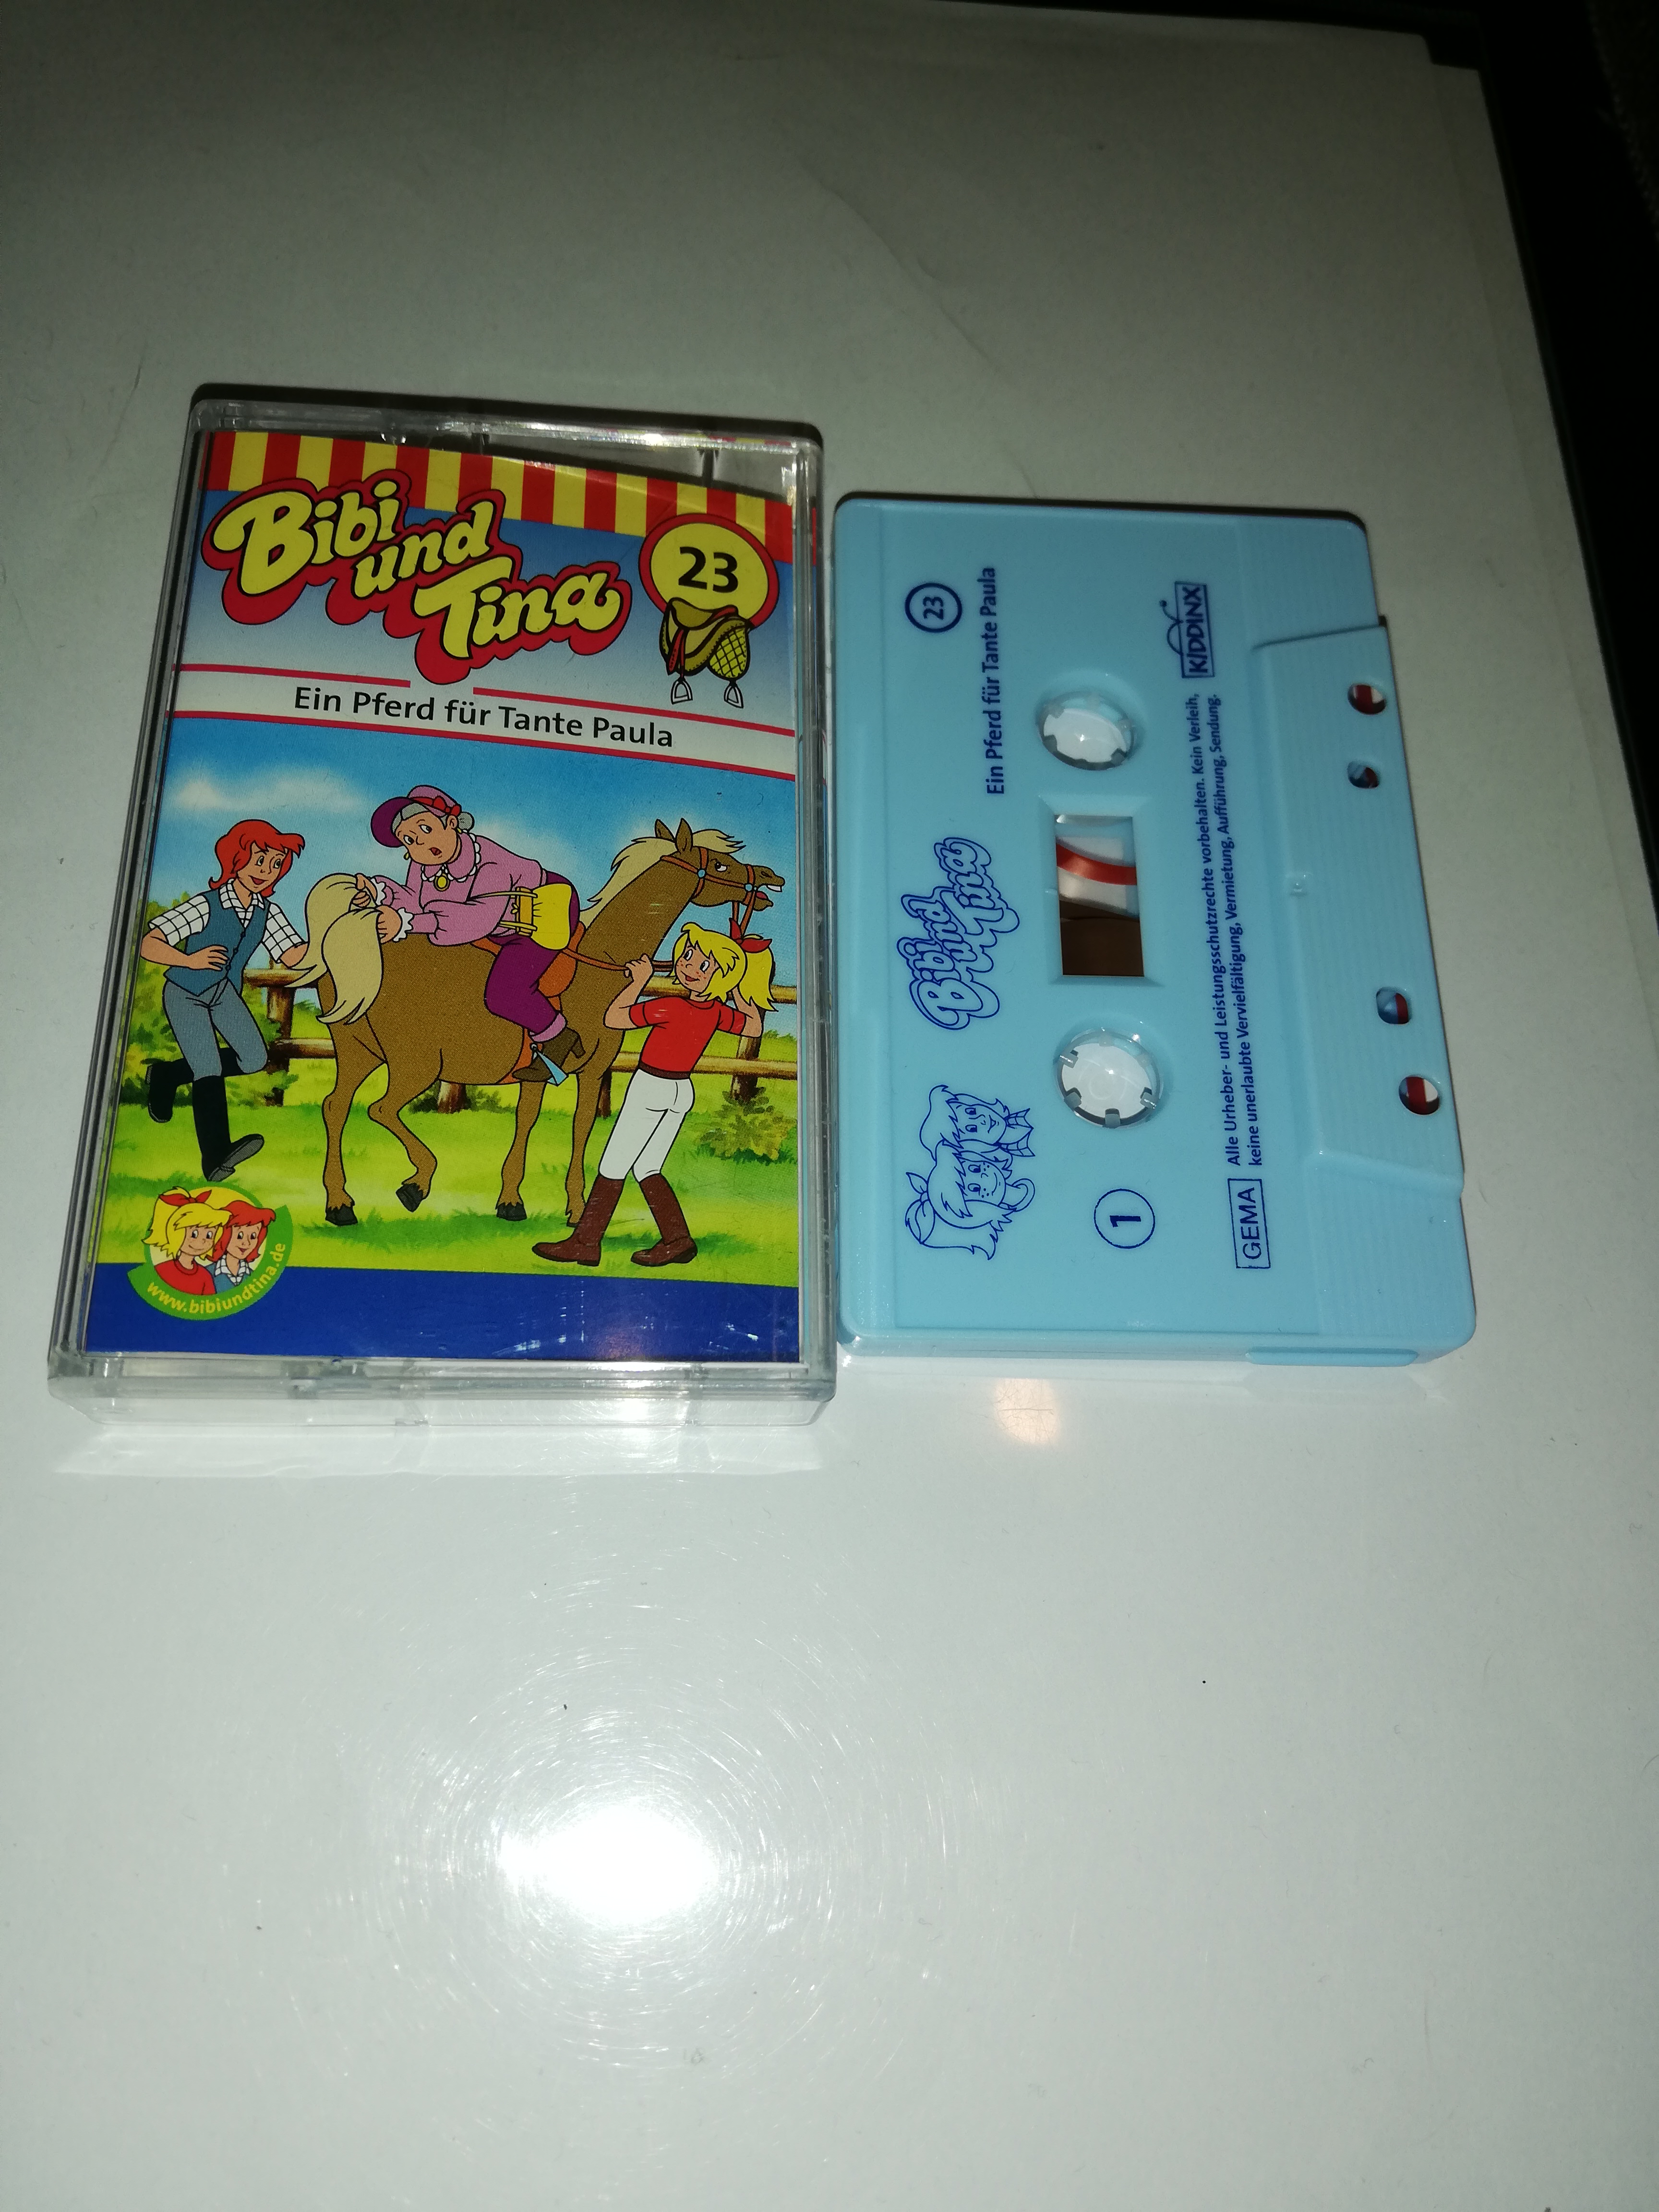 Bibi
und
Tina
23
Ein Pferd für Tante Paula
www.bibiundtina.de
23
Ein Pferd für Tante Paula
Bibi und
Tina
1
KIDDINX
GEMA
Alle Urheber- und Leistungsschutzrechte vorbehalten. Kein Verleih,
keine unerlaubte Vervielfältigung, Vermietung, Aufführung, Sendung.